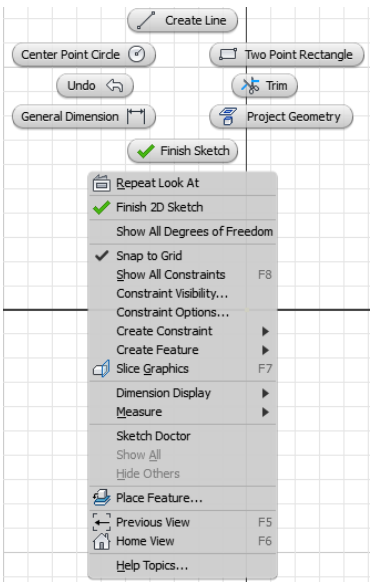 Create Line
Center Point Circle
Two Point Rectangle
Undo
Trim
General Dimension
Project Geometry
Finish Sketch
Repeat Look At
Finish 2D Sketch
Show All Degrees of Freedom
Snap to Grid
Show All Constraints F8
Constraint Visibility...
Constraint Options...
Create Constraint
Create Feature
Slice Graphics F7
Dimension Display
Measure
Sketch Doctor
Show All
Hide Others
Place Feature...
Previous View F5
Home View F6
Help Topics...